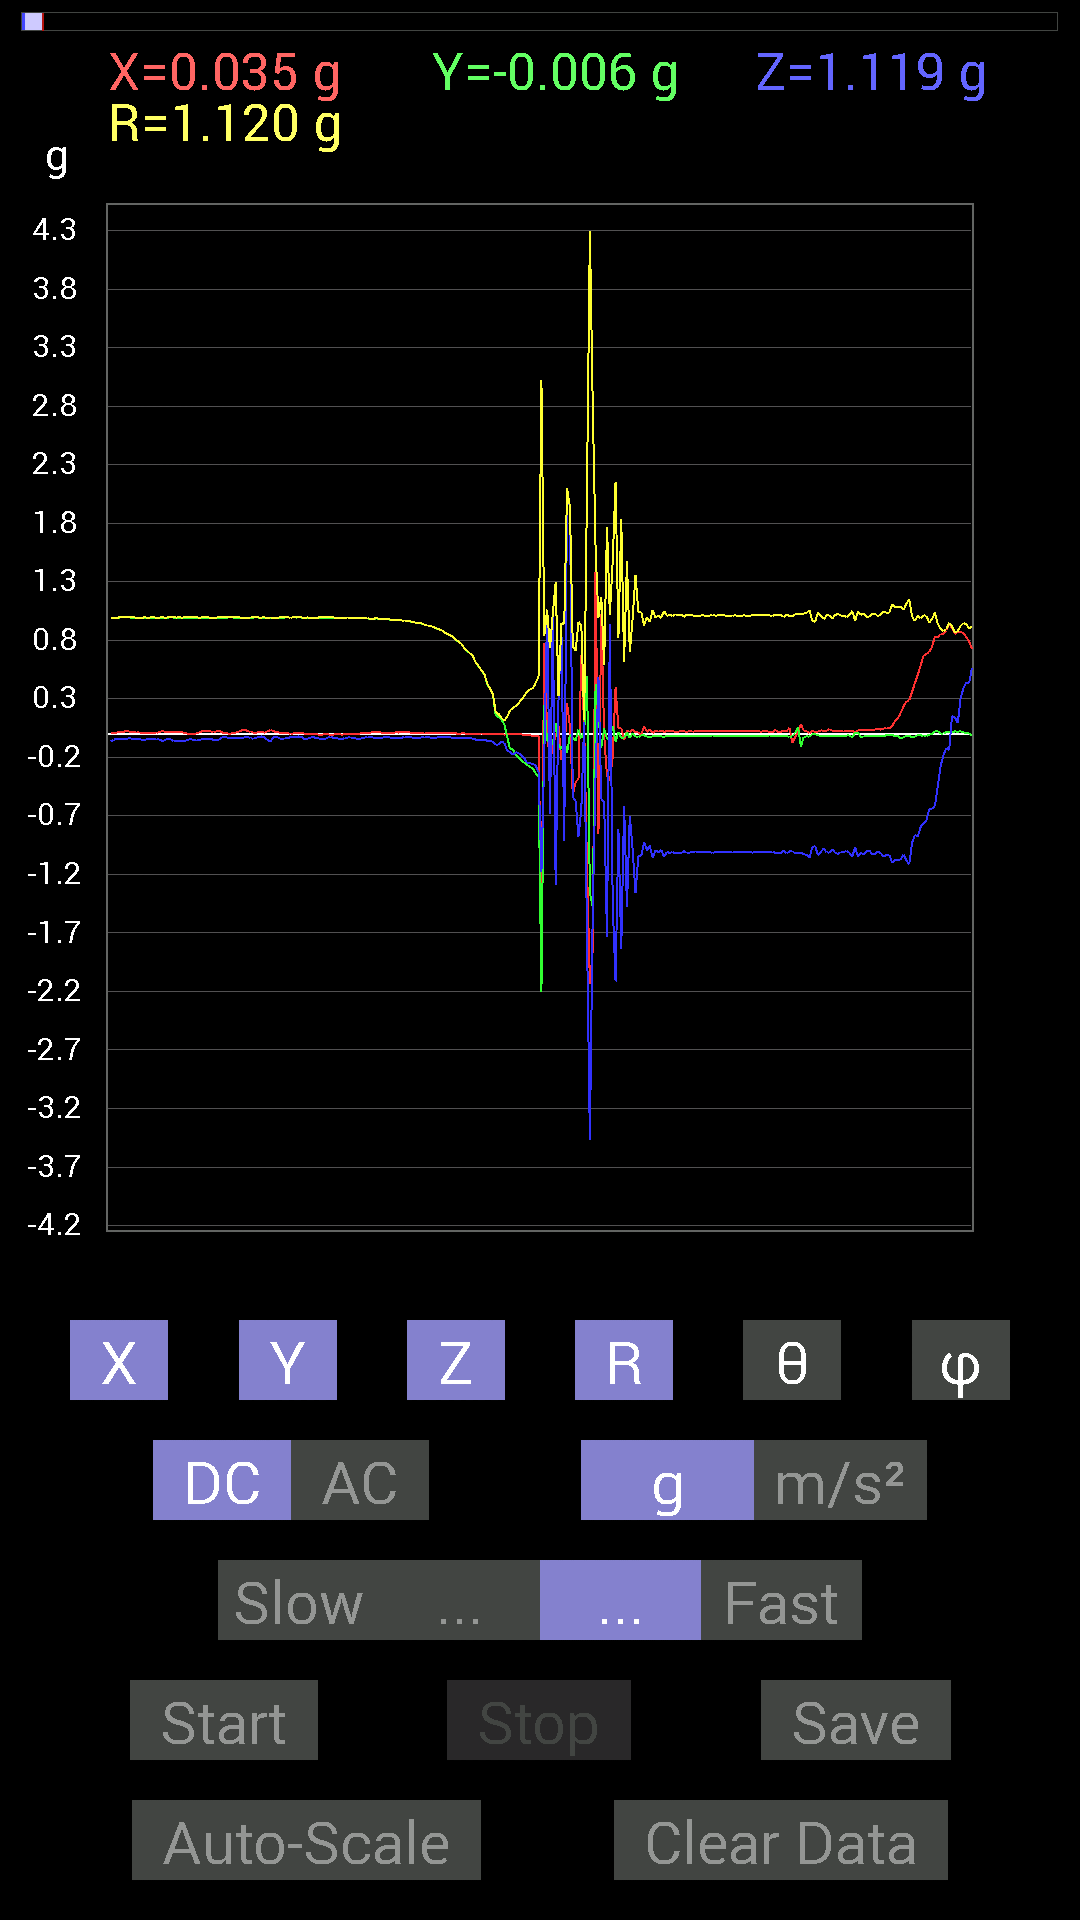 X=0.035 g Y=-0.006 g Z=1.119 g
R=1.120 g
g
4.3
3.8
3.3
2.8
2.3
1.8
1.3
0.8
0.3
-0.2
-0.7
-1.2
-1.7
-2.2
-2.7
-3.2
-3.7
-4.2
X Y Z R θ φ
DC AC g m/s²
Slow ... ... Fast
Start Stop Save
Auto-Scale Clear Data